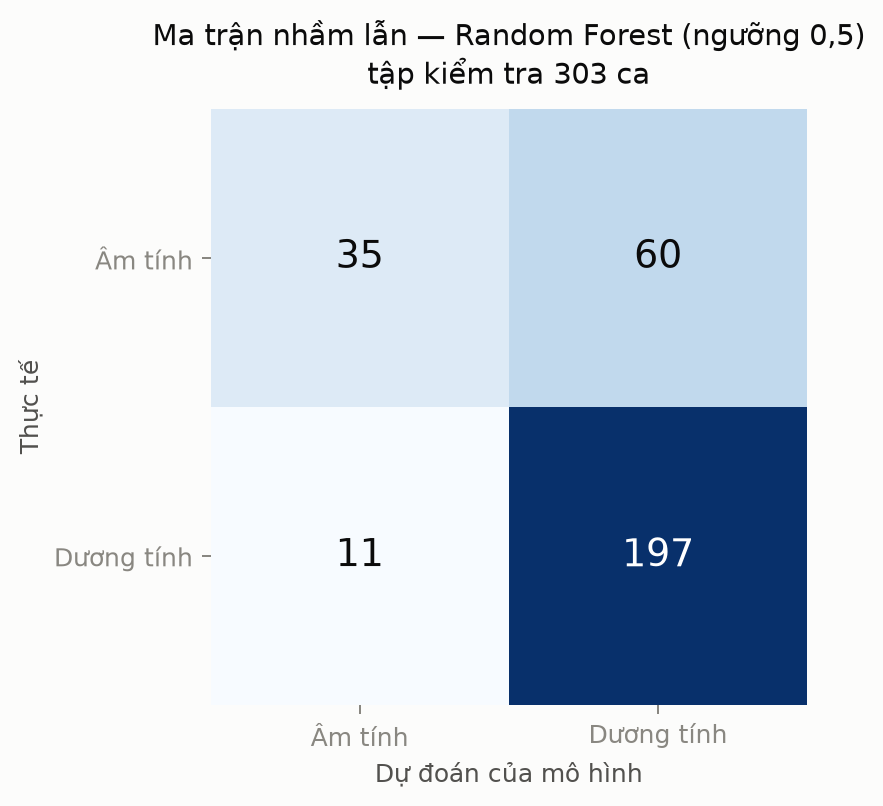 Ma trận nhầm lẫn — Random Forest (ngưỡng 0,5)
tập kiểm tra 303 ca
Âm tính
35
60
Thực tế
Dương tính
11
197
Âm tính
Dương tính
Dự đoán của mô hình